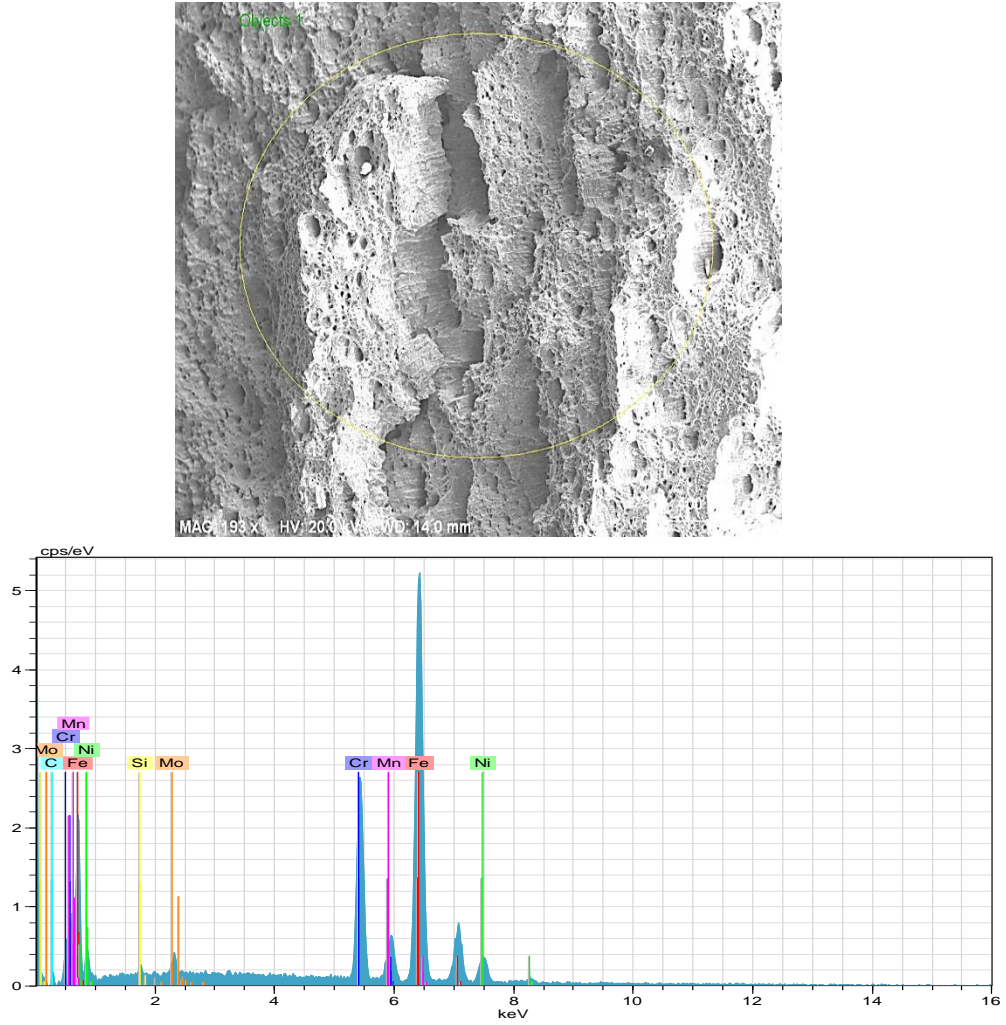 Objects 1
MAG: 193 x HV: 20.0 kV WD: 14.0 mm
cps/eV
5
4
3
2
1
0
Mn
Cr
Mo Ni
C Fe Si Mo Cr Mn Fe Ni
2 4 6 8 10 12 14 16
keV